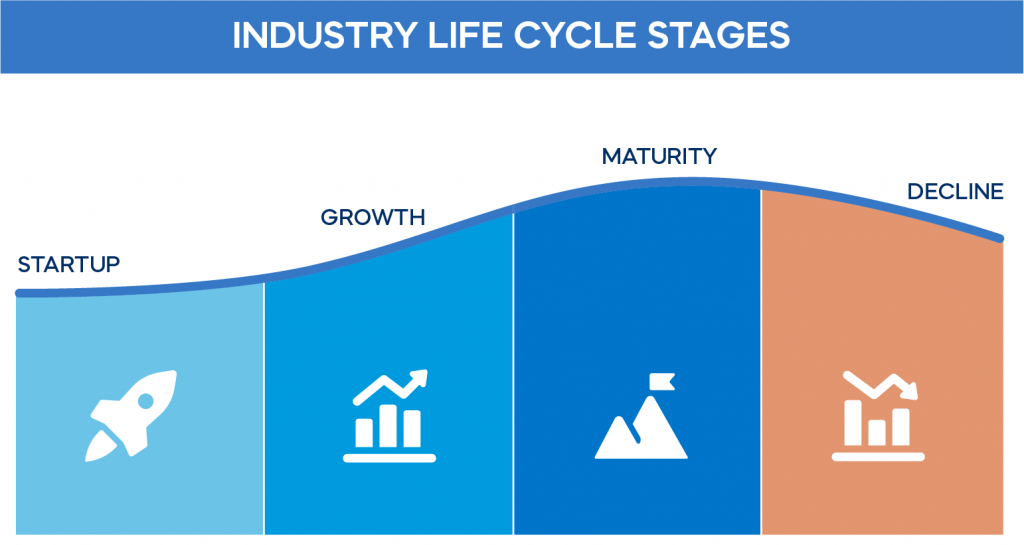 INDUSTRY LIFE CYCLE STAGES
STARTUP
GROWTH
MATURITY
DECLINE